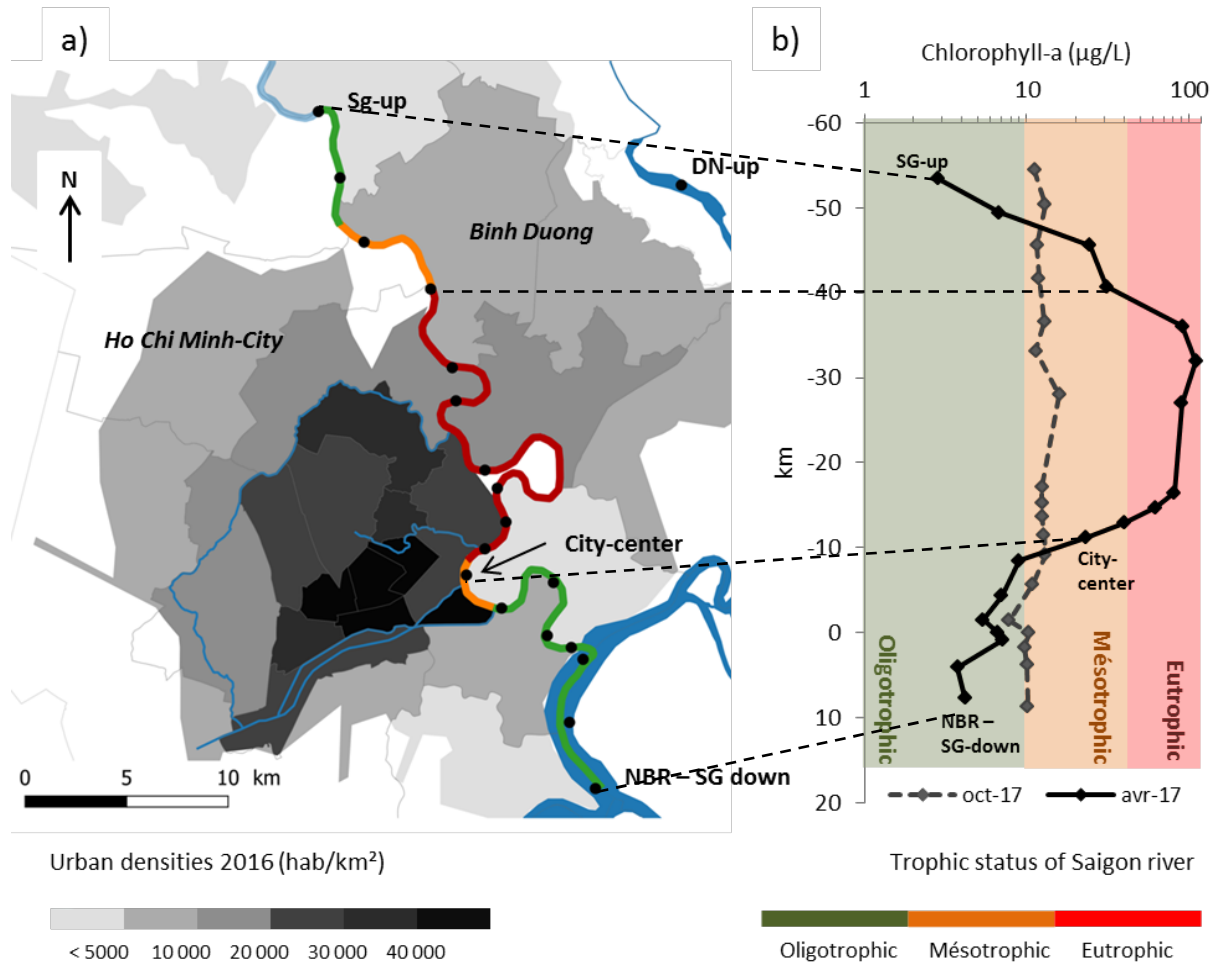 a)
b)
Chlorophyll-a (µg/L)
1
10
100
-60
-50
-40
-30
-20
-10
0
10
20
km
SG-up
City-
center
NBR –
SG-down
Oligotrophic
Mésotrophic
Eutrophic
oct-17
avr-17
Sg-up
DN-up
N
Binh Duong
Ho Chi Minh-City
City-center
NBR – SG down
0
5
10 km
Urban densities 2016 (hab/km²)
< 5000
10 000
20 000
30 000
40 000
Trophic status of Saigon river
Oligotrophic
Mésotrophic
Eutrophic